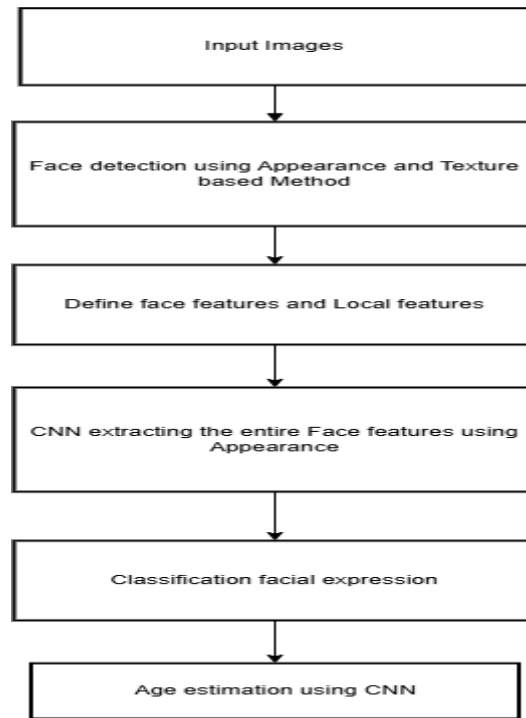 Input Images
Face detection using Appearance and Texture
based Method
Define face features and Local features
CNN extracting the entire Face features using
Appearance
Classification facial expression
Age estimation using CNN